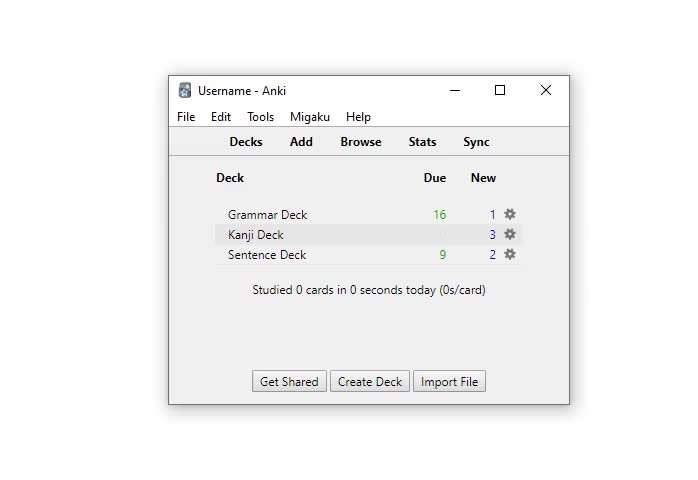 Username - Anki
File Edit Tools Migaku Help
Decks Add Browse Stats Sync
Deck Due New
Grammar Deck 16 1
Kanji Deck 0 3
Sentence Deck 9 2
Studied 0 cards in 0 seconds today (0s/card)
Get Shared Create Deck Import File